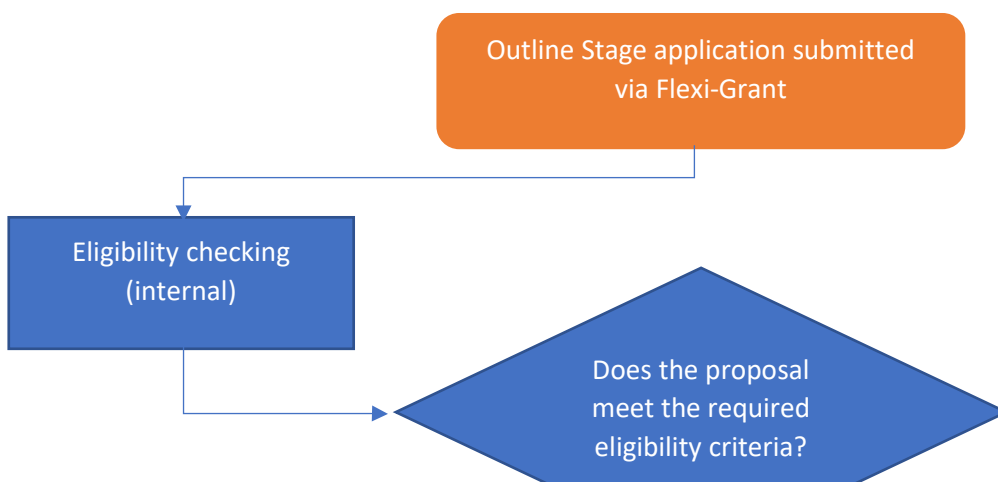 Outline Stage application submitted
via Flexi-Grant
Eligibility checking
(internal)
Does the proposal
meet the required
eligibility criteria?